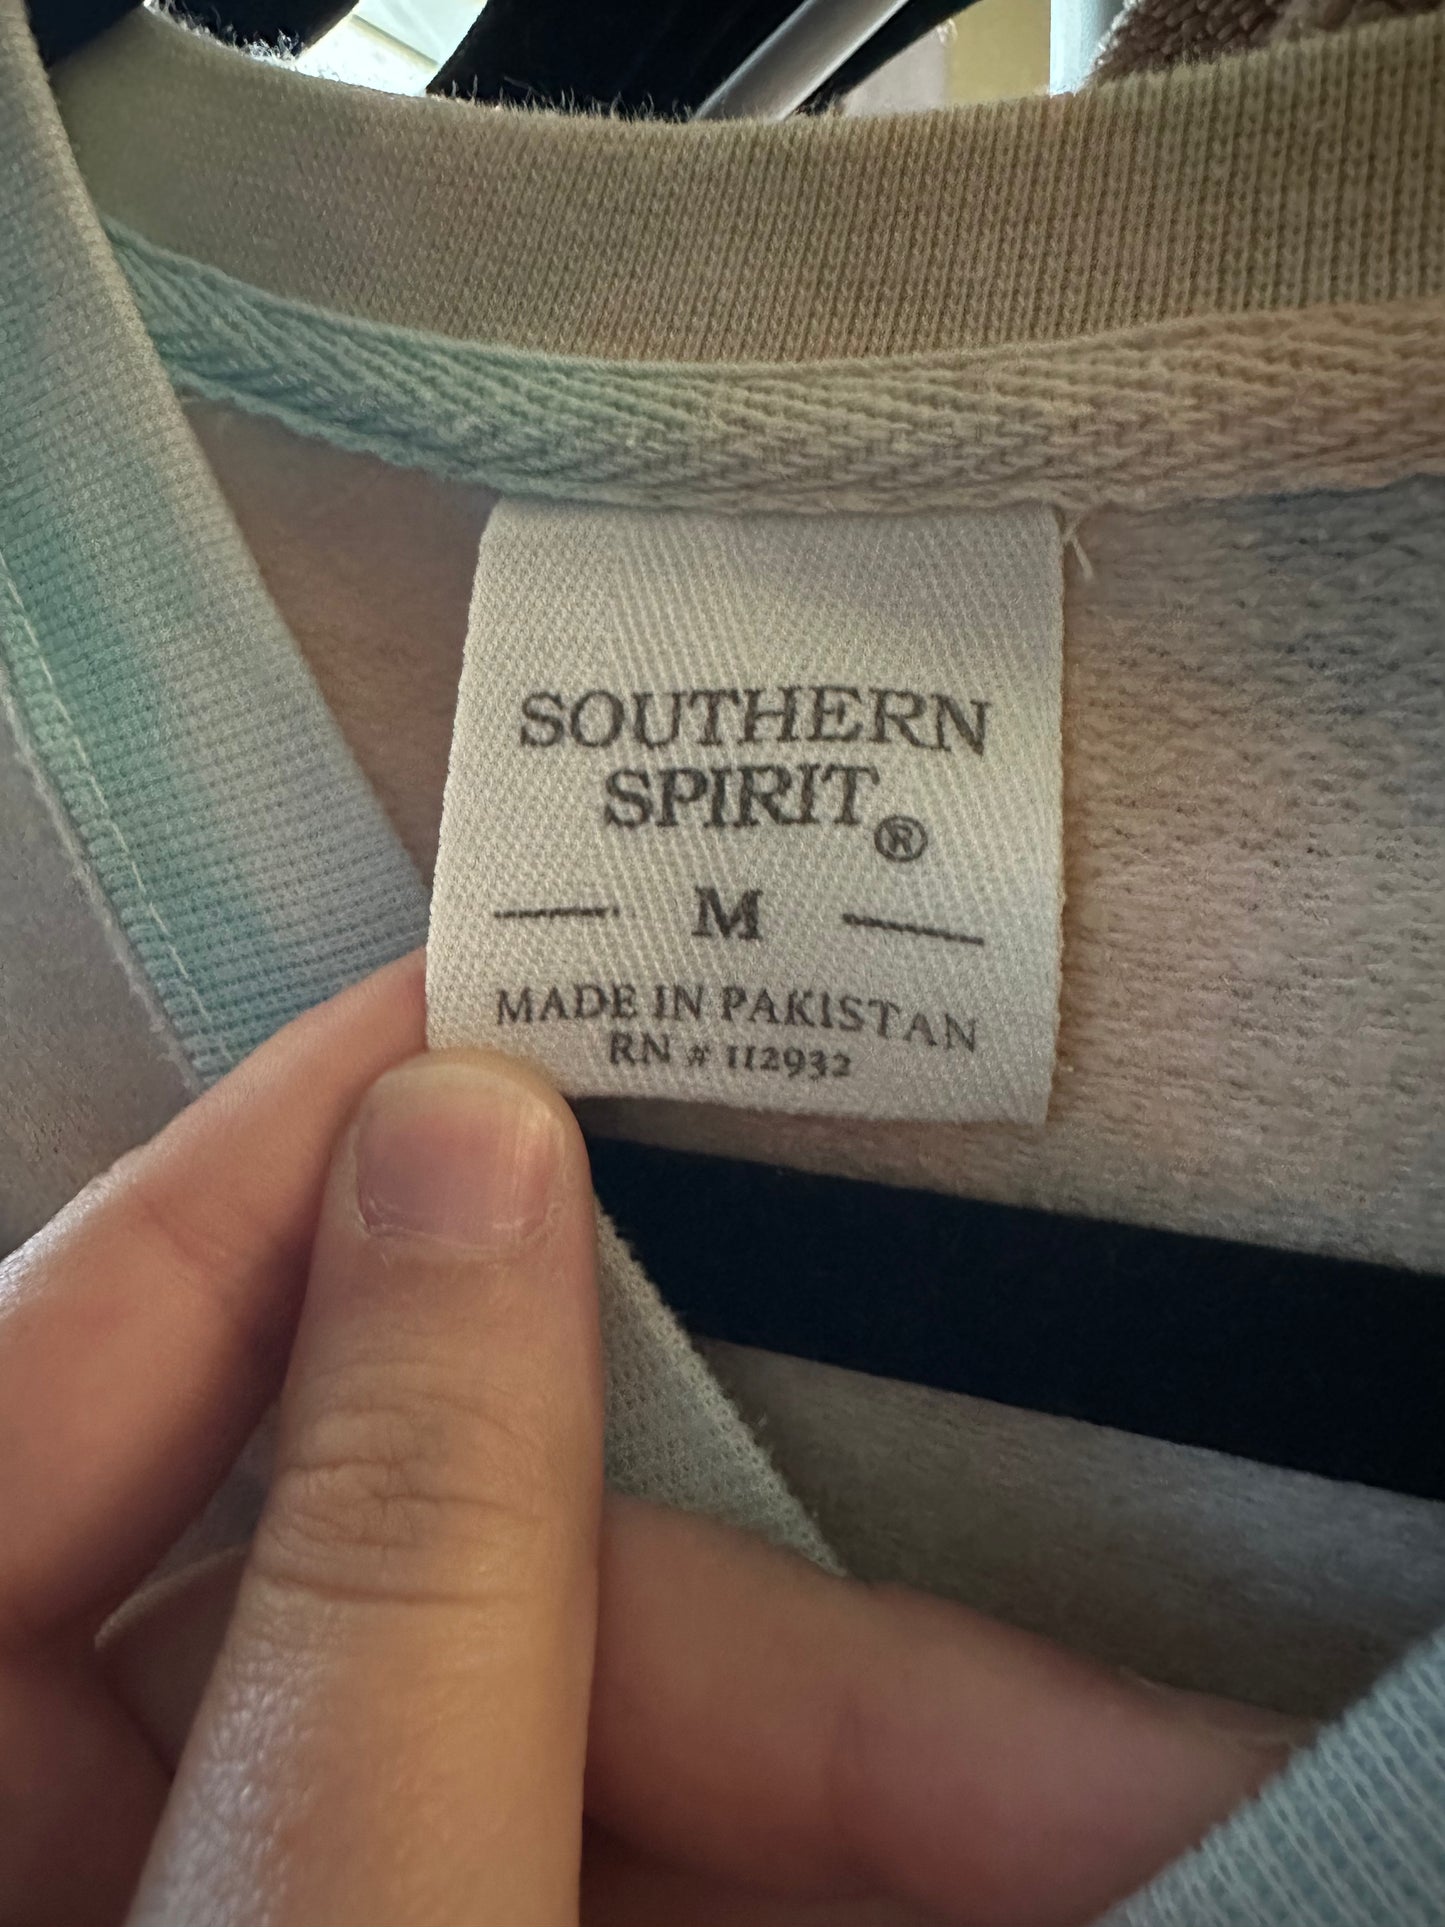 SOUTHERN
SPIRIT®
M
MADE IN PAKISTAN
RN # 112932